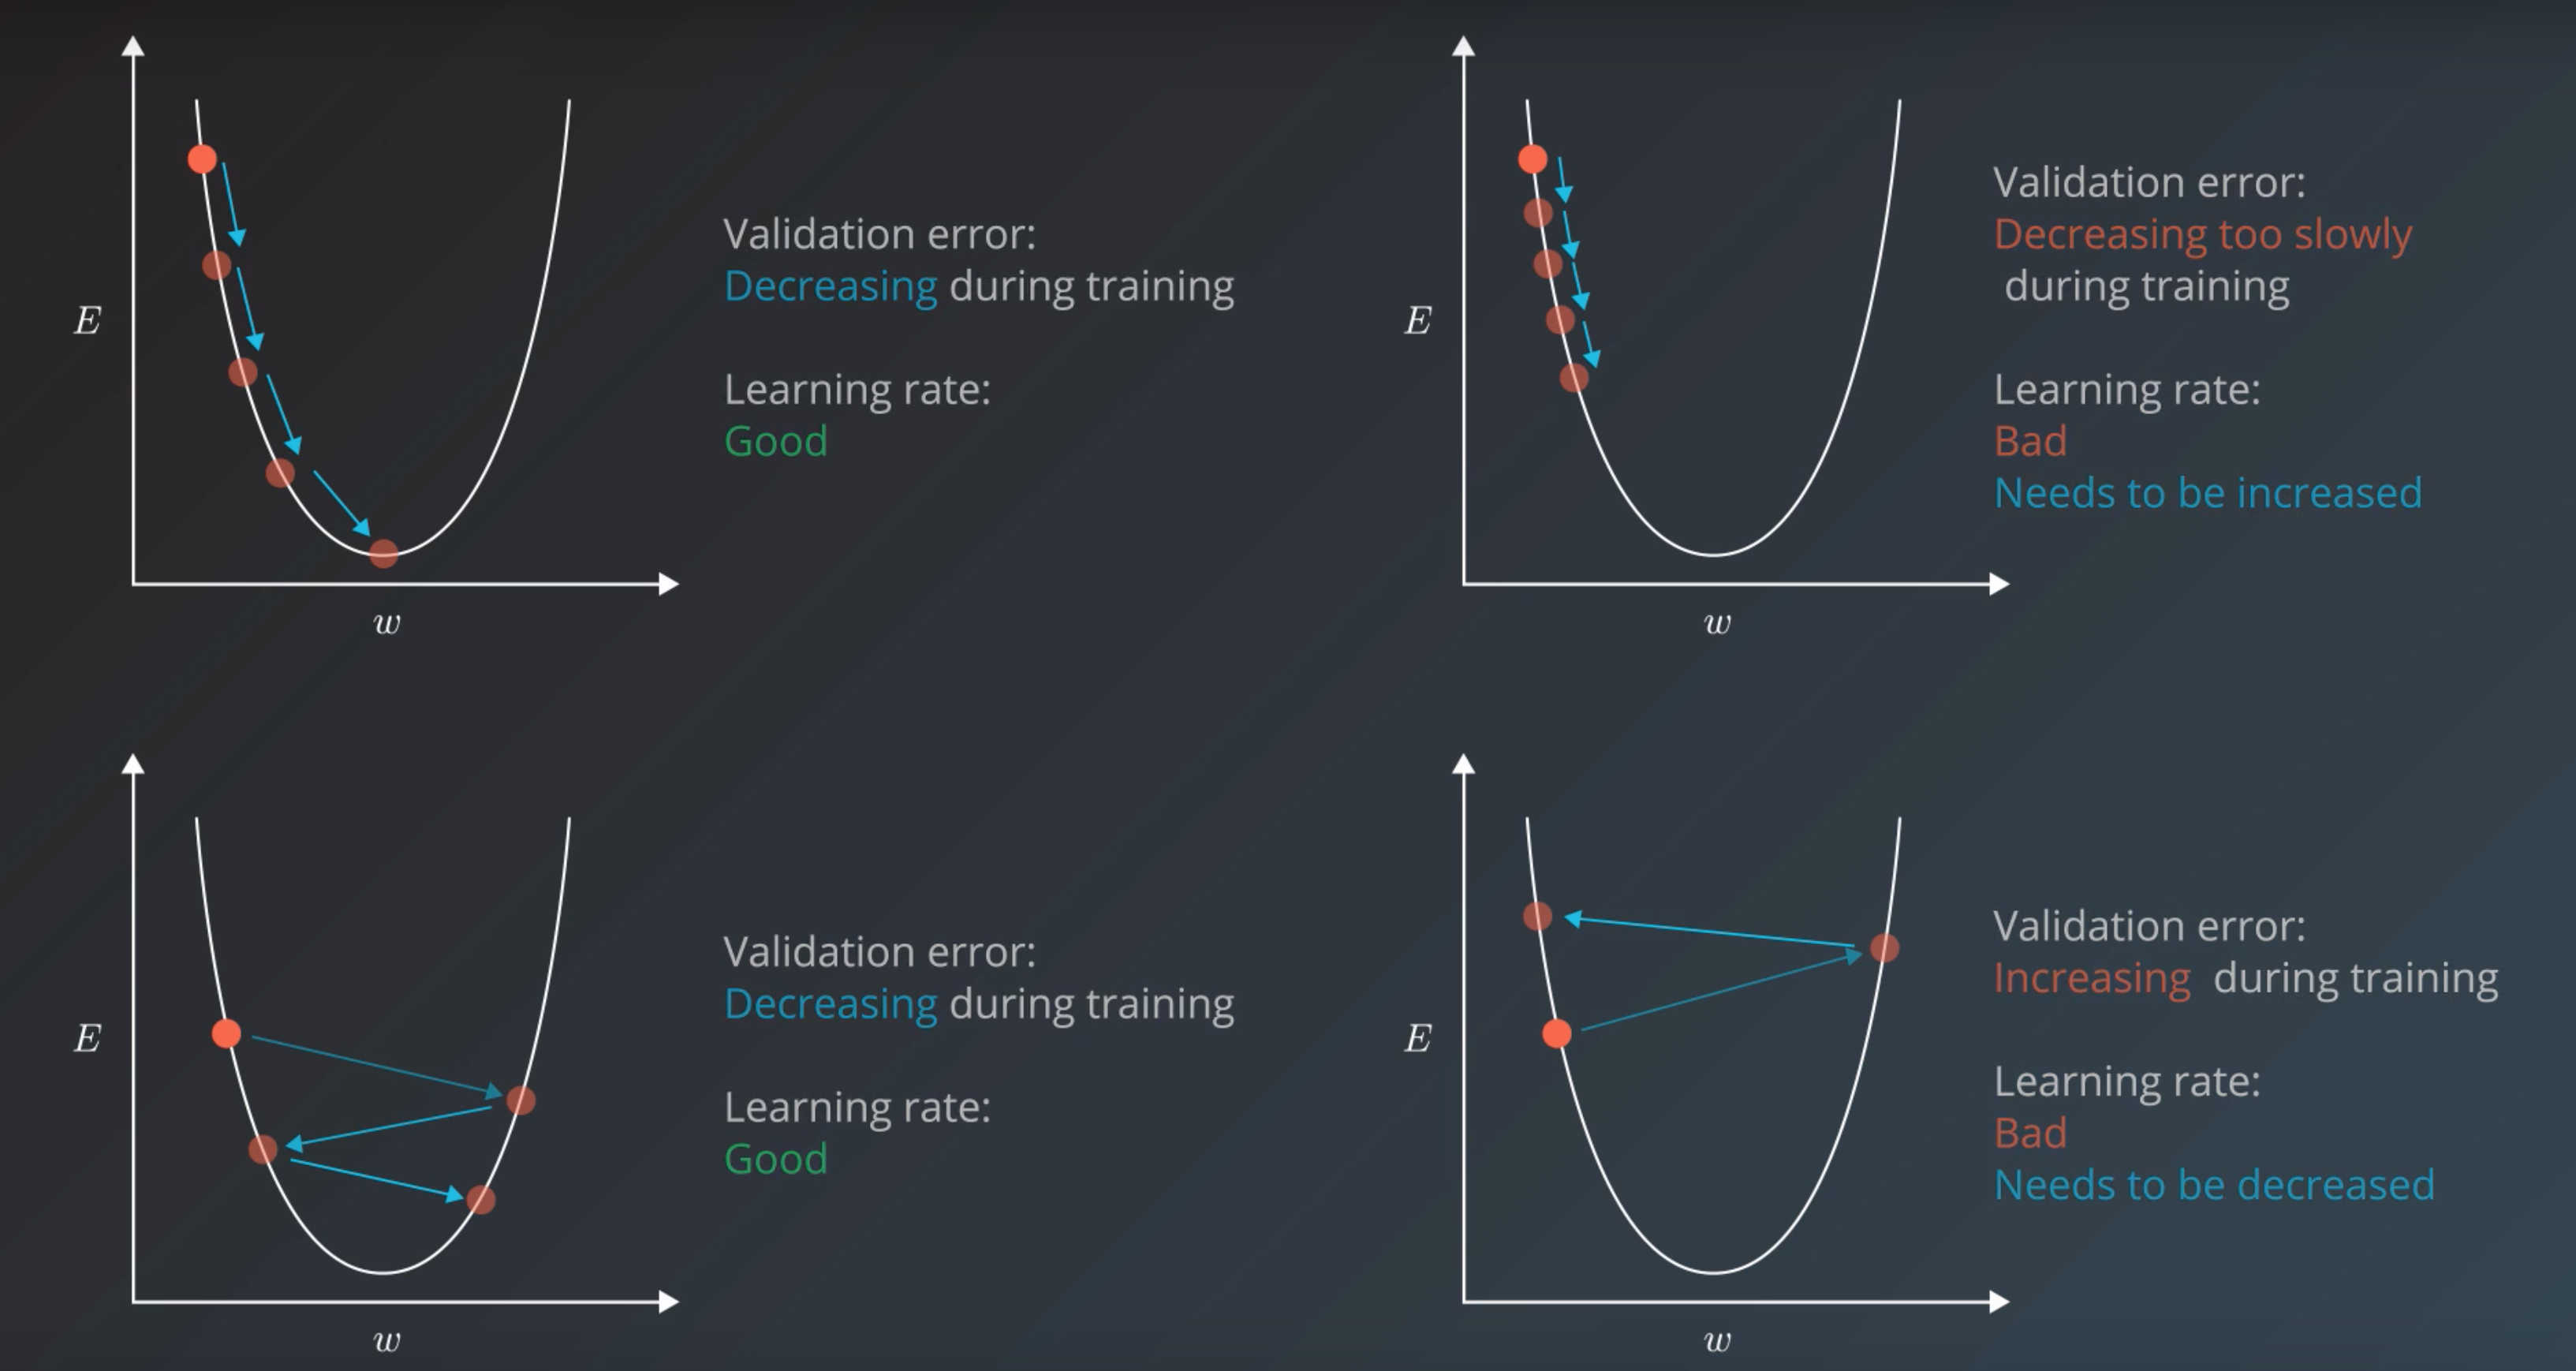 E
w
Validation error:
Decreasing during training
Learning rate:
Good
E
w
Validation error:
Decreasing too slowly
during training
Learning rate:
Bad
Needs to be increased
E
w
Validation error:
Decreasing during training
Learning rate:
Good
E
w
Validation error:
Increasing during training
Learning rate:
Bad
Needs to be decreased